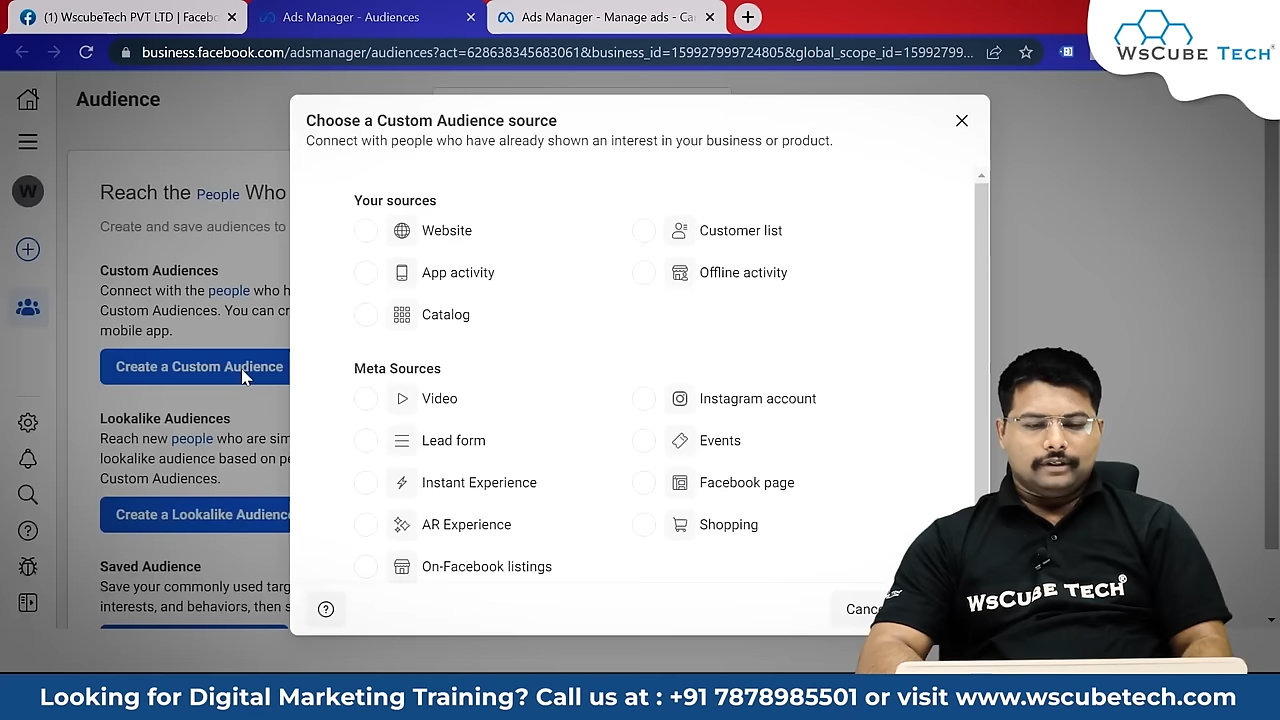 (1) WscubeTech PVT LTD | Faceb
Ads Manager - Audiences
Ads Manager - Manage ads - Ca
business.facebook.com/adsmanager/audiences?act=628638345683061&business_id=159927999724805&global_scope_id=15992799...
WsCube Tech
Audience
W
Reach the People Who
Create and save audiences to
Custom Audiences
Connect with the people who h
Custom Audiences. You can cr
mobile app.
Create a Custom Audience
Lookalike Audiences
Reach new people who are sim
lookalike audience based on pe
Custom Audiences.
Create a Lookalike Audience
Saved Audience
Save your commonly used targ
interests, and behaviors, then s
Choose a Custom Audience source
Connect with people who have already shown an interest in your business or product.
Your sources
Website
Customer list
App activity
Offline activity
Catalog
Meta Sources
Video
Instagram account
Lead form
Events
Instant Experience
Facebook page
AR Experience
Shopping
On-Facebook listings
Canc
WsCube Tech®
Looking for Digital Marketing Training? Call us at : +91 7878985501 or visit www.wscubetech.com